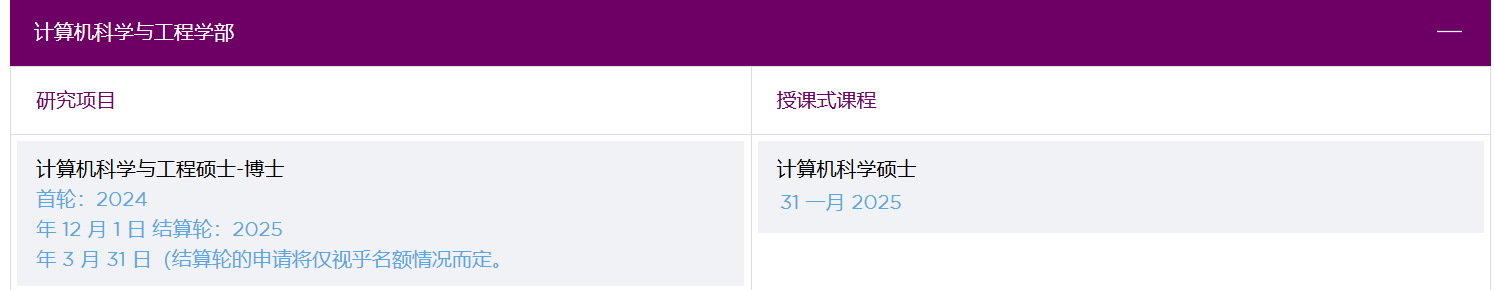 计算机科学与工程学部
研究项目
授课式课程
计算机科学与工程硕士-博士
首轮：2024
年 12 月 1 日 结算轮：2025
年 3 月 31 日（结算轮的申请将仅视乎名额情况而定。
计算机科学硕士
31 一月 2025